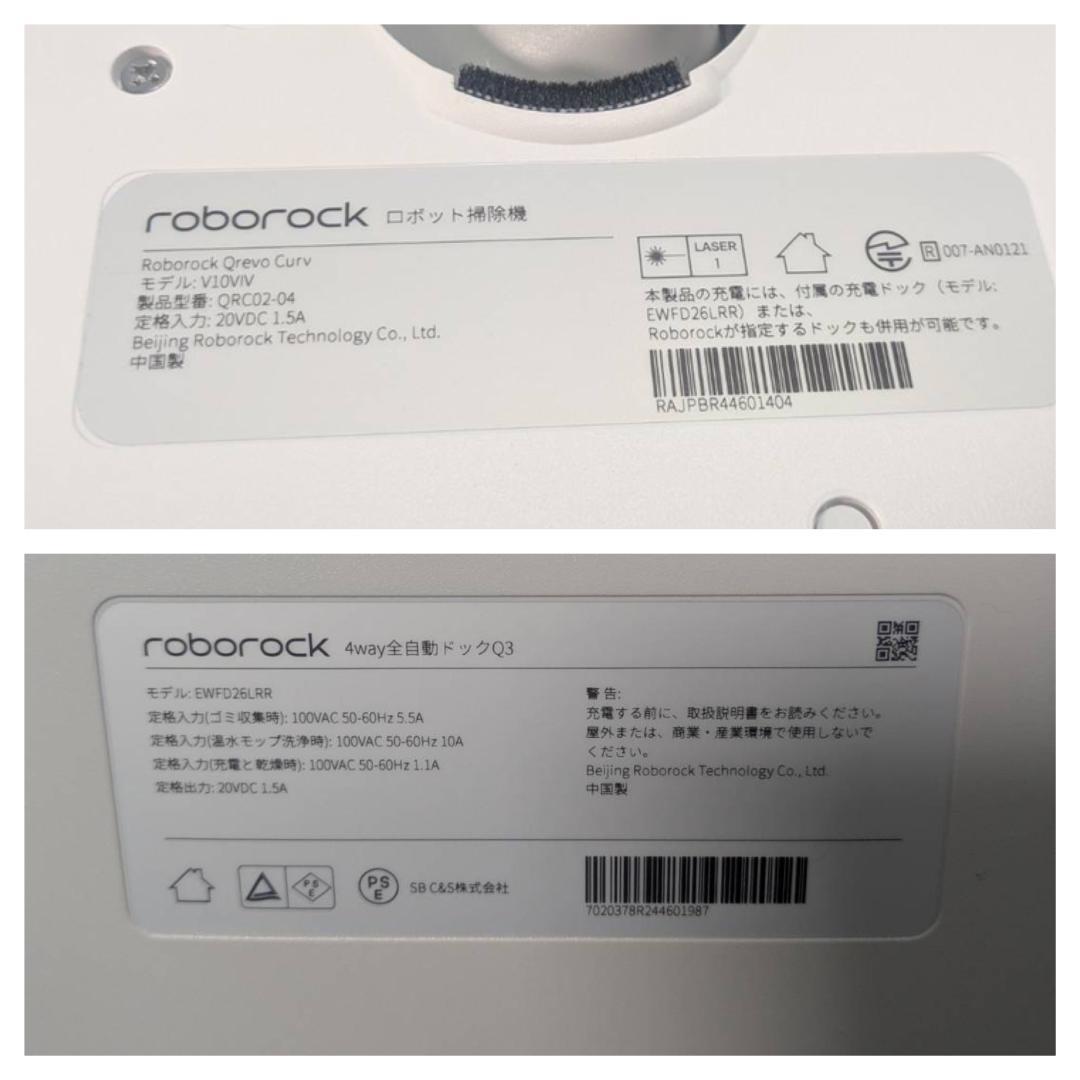 roborock ロボット掃除機
Roborock Qrevo Curv
モデル: V10VIV
製品型番: QRC02-04
定格入力: 20VDC 1.5A
Beijing Roborock Technology Co., Ltd.
中国製
LASER
1
R 007-AN0121
本製品の充電には、付属の充電ドック（モデル:
EWFD26LRR）または、
Roborockが指定するドックも併用が可能です。
RAJPBR44601404
roborock 4way全自動ドックQ3
モデル: EWFD26LRR
定格入力(ゴミ収集時): 100VAC 50-60Hz 5.5A
定格入力(温水モップ洗浄時): 100VAC 50-60Hz 10A
定格入力(充電と乾燥時): 100VAC 50-60Hz 1.1A
定格出力: 20VDC 1.5A
警告:
充電する前に、取扱説明書をお読みください。
屋外または、商業・産業環境で使用しないで
ください。
Beijing Roborock Technology Co., Ltd.
中国製
PS
E
PS
E
SB C&S株式会社
7020378R244601987